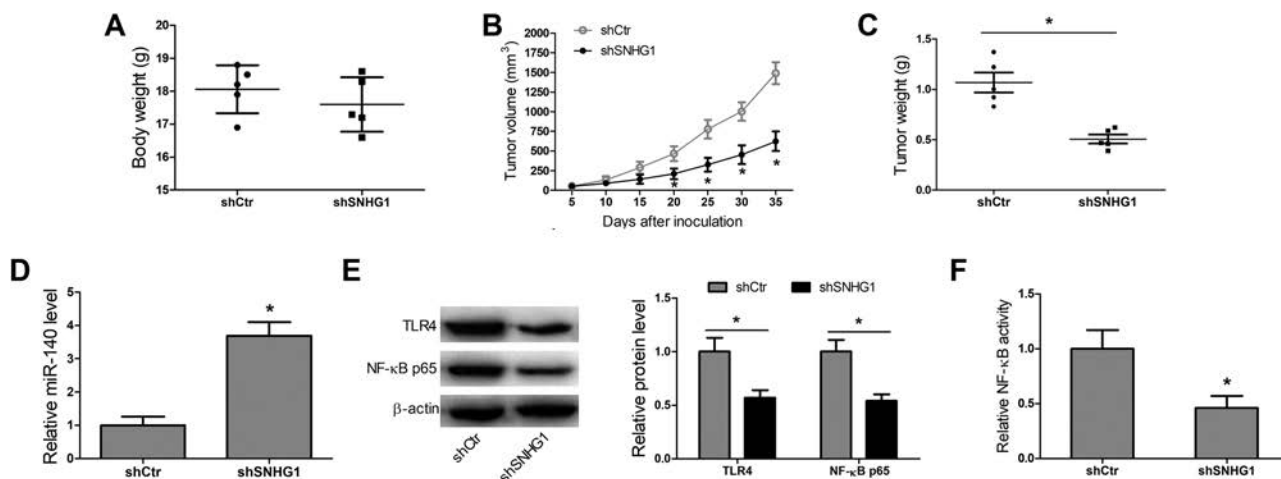 A
Body weight (g)
19
18
17
16
15
shCtr
shSNHG1
B
shCtr
shSNHG1
Tumor volume (mm³)
2000
1750
1500
1250
1000
750
500
250
0
* * * *
5 10 15 20 25 30 35
Days after inoculation
C
*
Tumor weight (g)
1.5
1.0
0.5
0.0
shCtr
shSNHG1
D
Relative miR-140 level
5
4
3
2
1
0
*
shCtr
shSNHG1
E
TLR4
NF-κB p65
β-actin
shCtr
shSNHG1
shCtr
shSNHG1
Relative protein level
1.5
1.0
0.5
0.0
* *
TLR4
NF-κB p65
F
Relative NF-κB activity
1.5
1.0
0.5
0.0
*
shCtr
shSNHG1